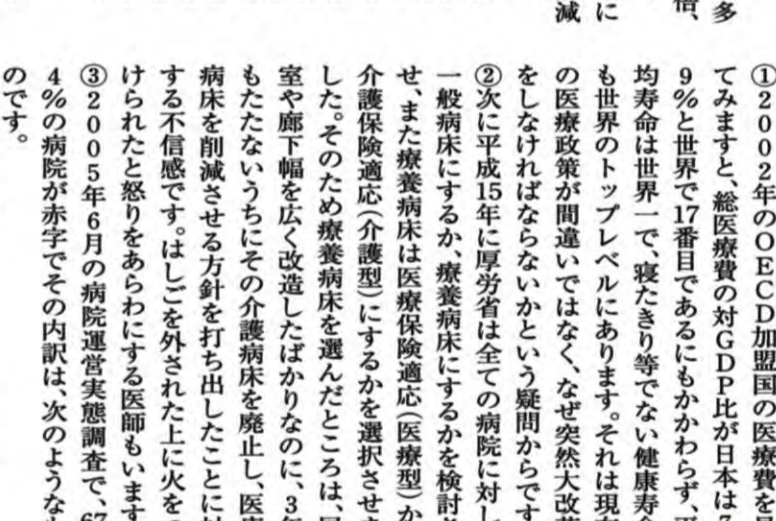 多
倍、
に
減
①2002年のOECD加盟国の医療費を
てみますと、総医療費の対GDP比が日本は7
9%と世界で17番目であるにもかかわらず、
均寿命は世界一で、寝たきり等でない健康寿命
も世界のトップレベルにあります。それは現在
の医療政策が間違いではなく、なぜ突然大改革
をしなければならないかという疑問からです
②次に平成15年に厚労省は全ての病院に対し
一般病床にするか、療養病床にするかを検討さ
せ、また療養病床は医療保険適応(医療型)か
介護保険適応(介護型)にするかを選択させま
した。そのため療養病床を選んだところは、
室や廊下幅を広く改造したばかりなのに、3年
もたたないうちにその介護病床を廃止し、医療
病床を削減させる方針を打ち出したことに対
する不信感です。はしごを外された上に火をつ
けられたと怒りをあらわにする医師もいます
③2005年6月の病院運営実態調査で、67
4%の病院が赤字でその内訳は、次のようなも
のです。